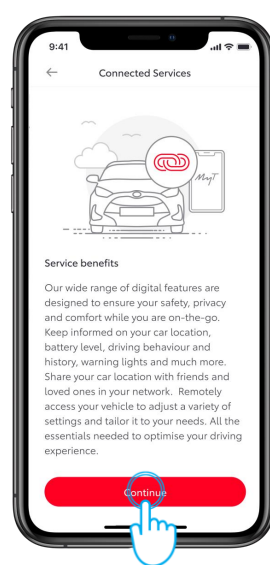 9:41
Connected Services
MyT
Service benefits
Our wide range of digital features are
designed to ensure your safety, privacy
and comfort while you are on-the-go.
Keep informed on your car location,
battery level, driving behaviour and
history, warning lights and much more.
Share your car location with friends and
loved ones in your network. Remotely
access your vehicle to adjust a variety of
settings and tailor it to your needs. All the
essentials needed to optimise your driving
experience.
Continue